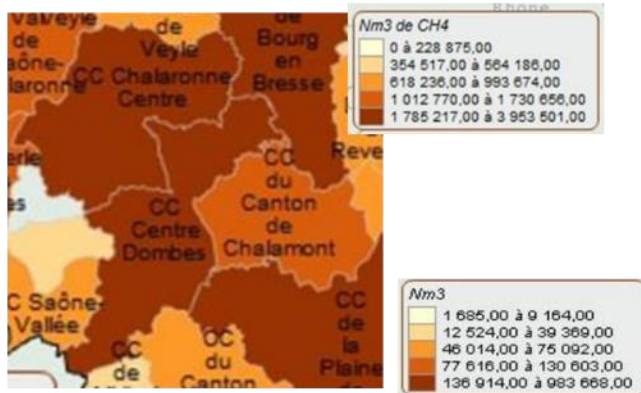 de
Valeyle
de
Bourg
en
Bresse
de
Veyle
CC Chalaronne
Centre
CC
du
Canton
de
Chalamont
CC
Centre
Dombes
C Saône-
Vallée
CC
de
CC
du
Canton
CC
de
la
Plaine
de
Rhône
Nm3 de CH4
0 à 228 875,00
354 517,00 à 564 186,00
618 236,00 à 993 674,00
1 012 770,00 à 1 730 656,00
1 785 217,00 à 3 953 501,00
Reve
Nm3
1 685,00 à 9 164,00
12 524,00 à 39 369,00
46 014,00 à 75 092,00
77 616,00 à 130 603,00
136 914,00 à 983 668,00